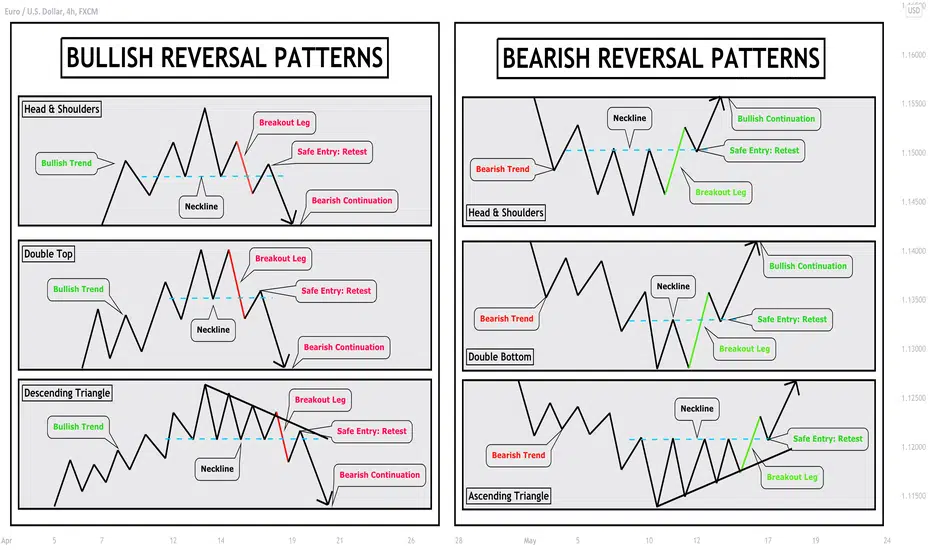 Euro / U.S. Dollar, 4h, FXCM
USD
BULLISH REVERSAL PATTERNS
Head & Shoulders
Bullish Trend
Neckline
Breakout Leg
Safe Entry: Retest
Bearish Continuation
Double Top
Bullish Trend
Neckline
Breakout Leg
Safe Entry: Retest
Bearish Continuation
Descending Triangle
Bullish Trend
Neckline
Breakout Leg
Safe Entry: Retest
Bearish Continuation
BEARISH REVERSAL PATTERNS
Neckline
Bullish Continuation
Safe Entry: Retest
Bearish Trend
Breakout Leg
Head & Shoulders
Bullish Continuation
Neckline
Bearish Trend
Safe Entry: Retest
Breakout Leg
Double Bottom
Neckline
Safe Entry: Retest
Bearish Trend
Breakout Leg
Ascending Triangle
1.16000
1.15500
1.15000
1.14500
1.14000
1.13500
1.13000
1.12500
1.12000
1.11500
Apr 5 7 12 14 19 21 26 28 May 5 10 12 17 19 24